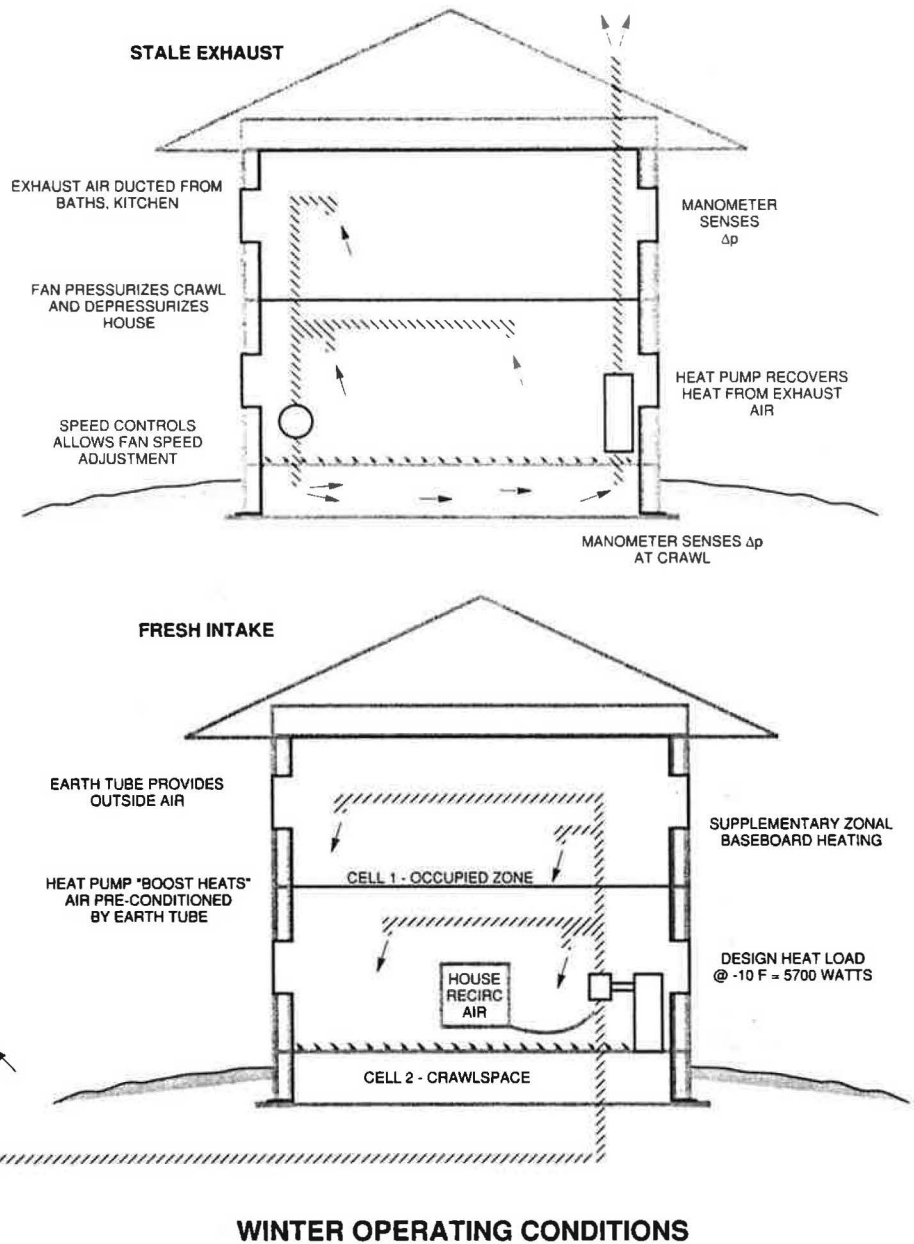 STALE EXHAUST
EXHAUST AIR DUCTED FROM
BATHS, KITCHEN
MANOMETER
SENSES
Δp
FAN PRESSURIZES CRAWL
AND DEPRESSURIZES
HOUSE
HEAT PUMP RECOVERS
HEAT FROM EXHAUST
AIR
SPEED CONTROLS
ALLOWS FAN SPEED
ADJUSTMENT
MANOMETER SENSES Δp
AT CRAWL
FRESH INTAKE
EARTH TUBE PROVIDES
OUTSIDE AIR
SUPPLEMENTARY ZONAL
BASEBOARD HEATING
CELL 1 - OCCUPIED ZONE
HEAT PUMP "BOOST HEATS"
AIR PRE-CONDITIONED
BY EARTH TUBE
DESIGN HEAT LOAD
@ -10 F = 5700 WATTS
HOUSE
RECIRC
AIR
CELL 2 - CRAWLSPACE
WINTER OPERATING CONDITIONS